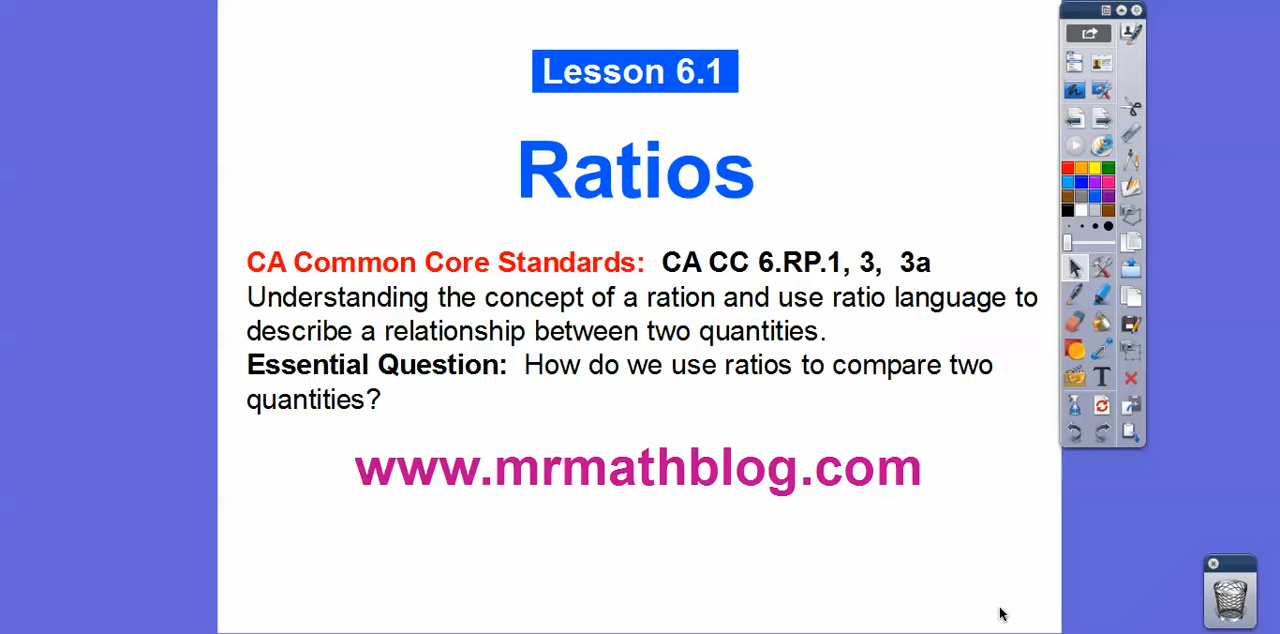 Lesson 6.1
Ratios
CA Common Core Standards: CA CC 6.RP.1, 3, 3a
Understanding the concept of a ration and use ratio language to
describe a relationship between two quantities.
Essential Question: How do we use ratios to compare two
quantities?
www.mrmathblog.com
T